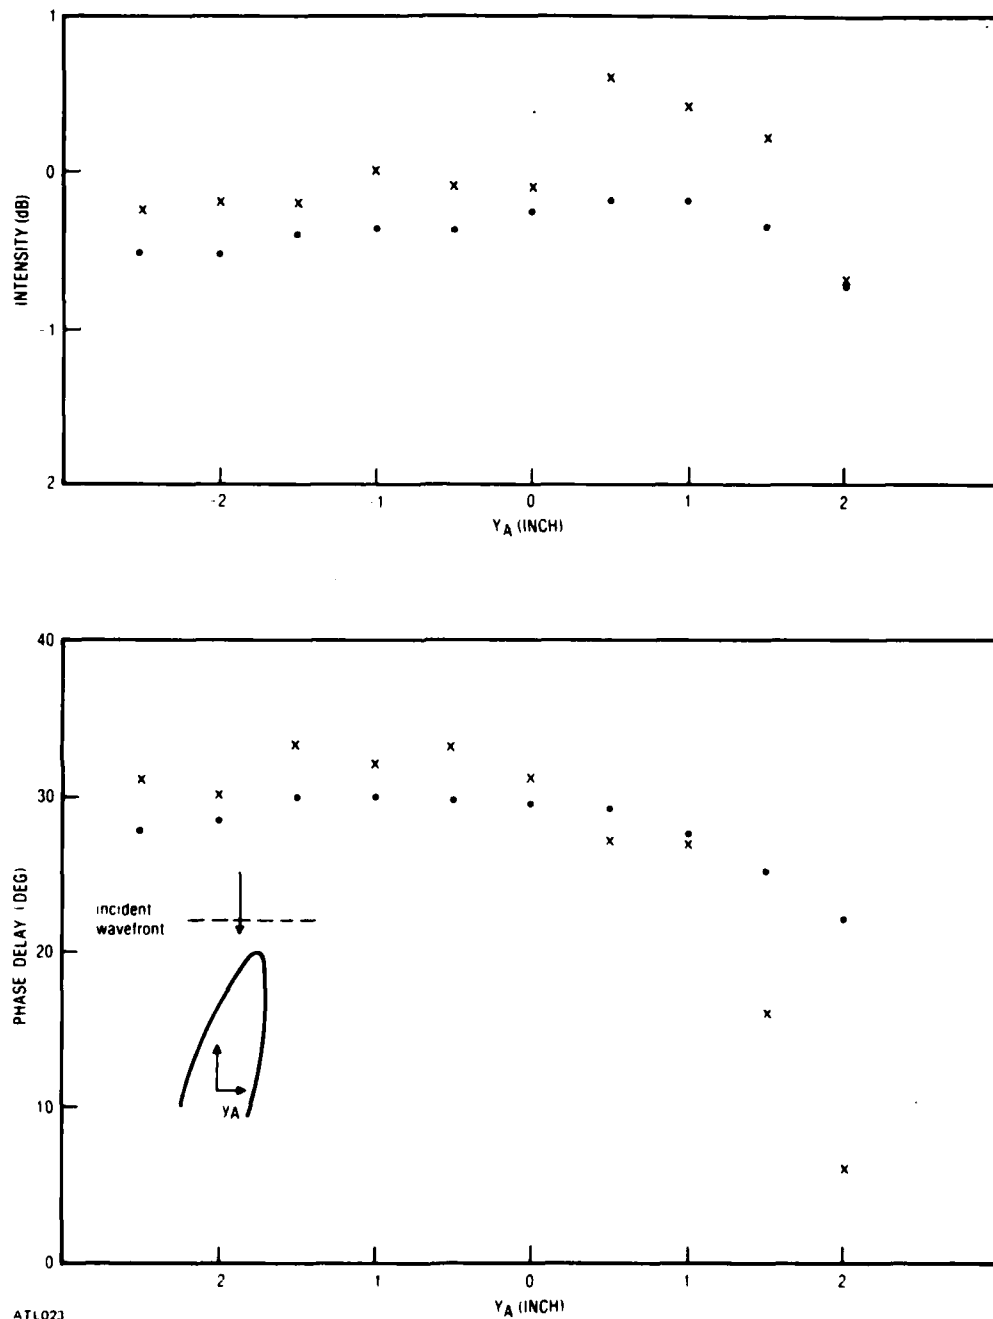 1
0
-1
2
INTENSITY (dB)
-2
-1
0
1
2
YA (INCH)
40
30
20
10
0
PHASE DELAY (DEG)
incident
wavefront
YA
2
1
0
1
2
YA (INCH)
ATL023